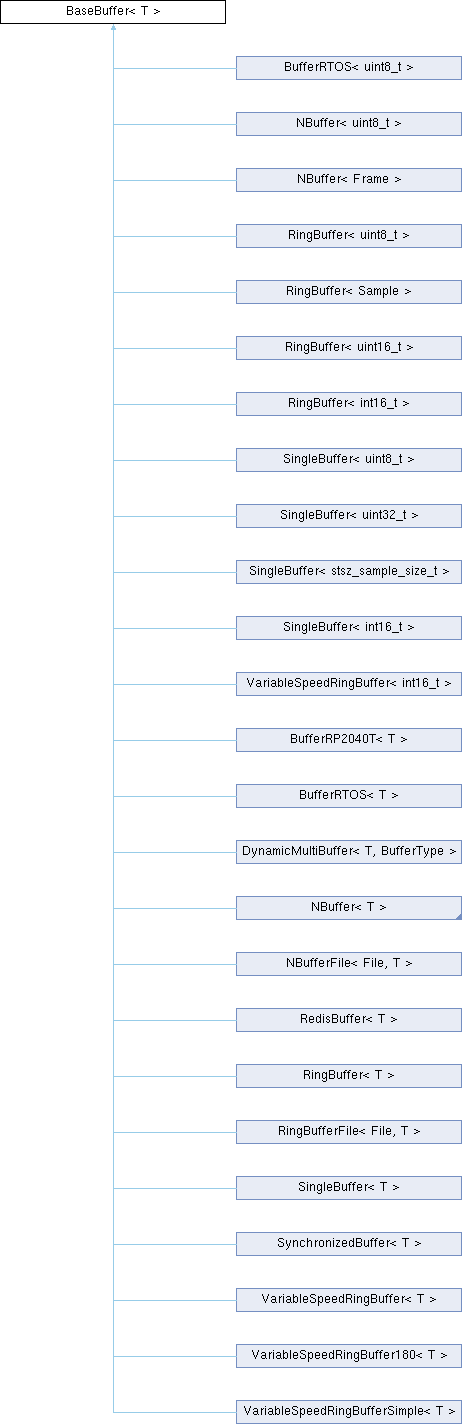 BaseBuffer< T >
BufferRTOS< uint8_t >
NBuffer< uint8_t >
NBuffer< Frame >
RingBuffer< uint8_t >
RingBuffer< Sample >
RingBuffer< uint16_t >
RingBuffer< int16_t >
SingleBuffer< uint8_t >
SingleBuffer< uint32_t >
SingleBuffer< stsz_sample_size_t >
SingleBuffer< int16_t >
VariableSpeedRingBuffer< int16_t >
BufferRP2040T< T >
BufferRTOS< T >
DynamicMultiBuffer< T, BufferType >
NBuffer< T >
NBufferFile< File, T >
RedisBuffer< T >
RingBuffer< T >
RingBufferFile< File, T >
SingleBuffer< T >
SynchronizedBuffer< T >
VariableSpeedRingBuffer< T >
VariableSpeedRingBuffer180< T >
VariableSpeedRingBufferSimple< T >